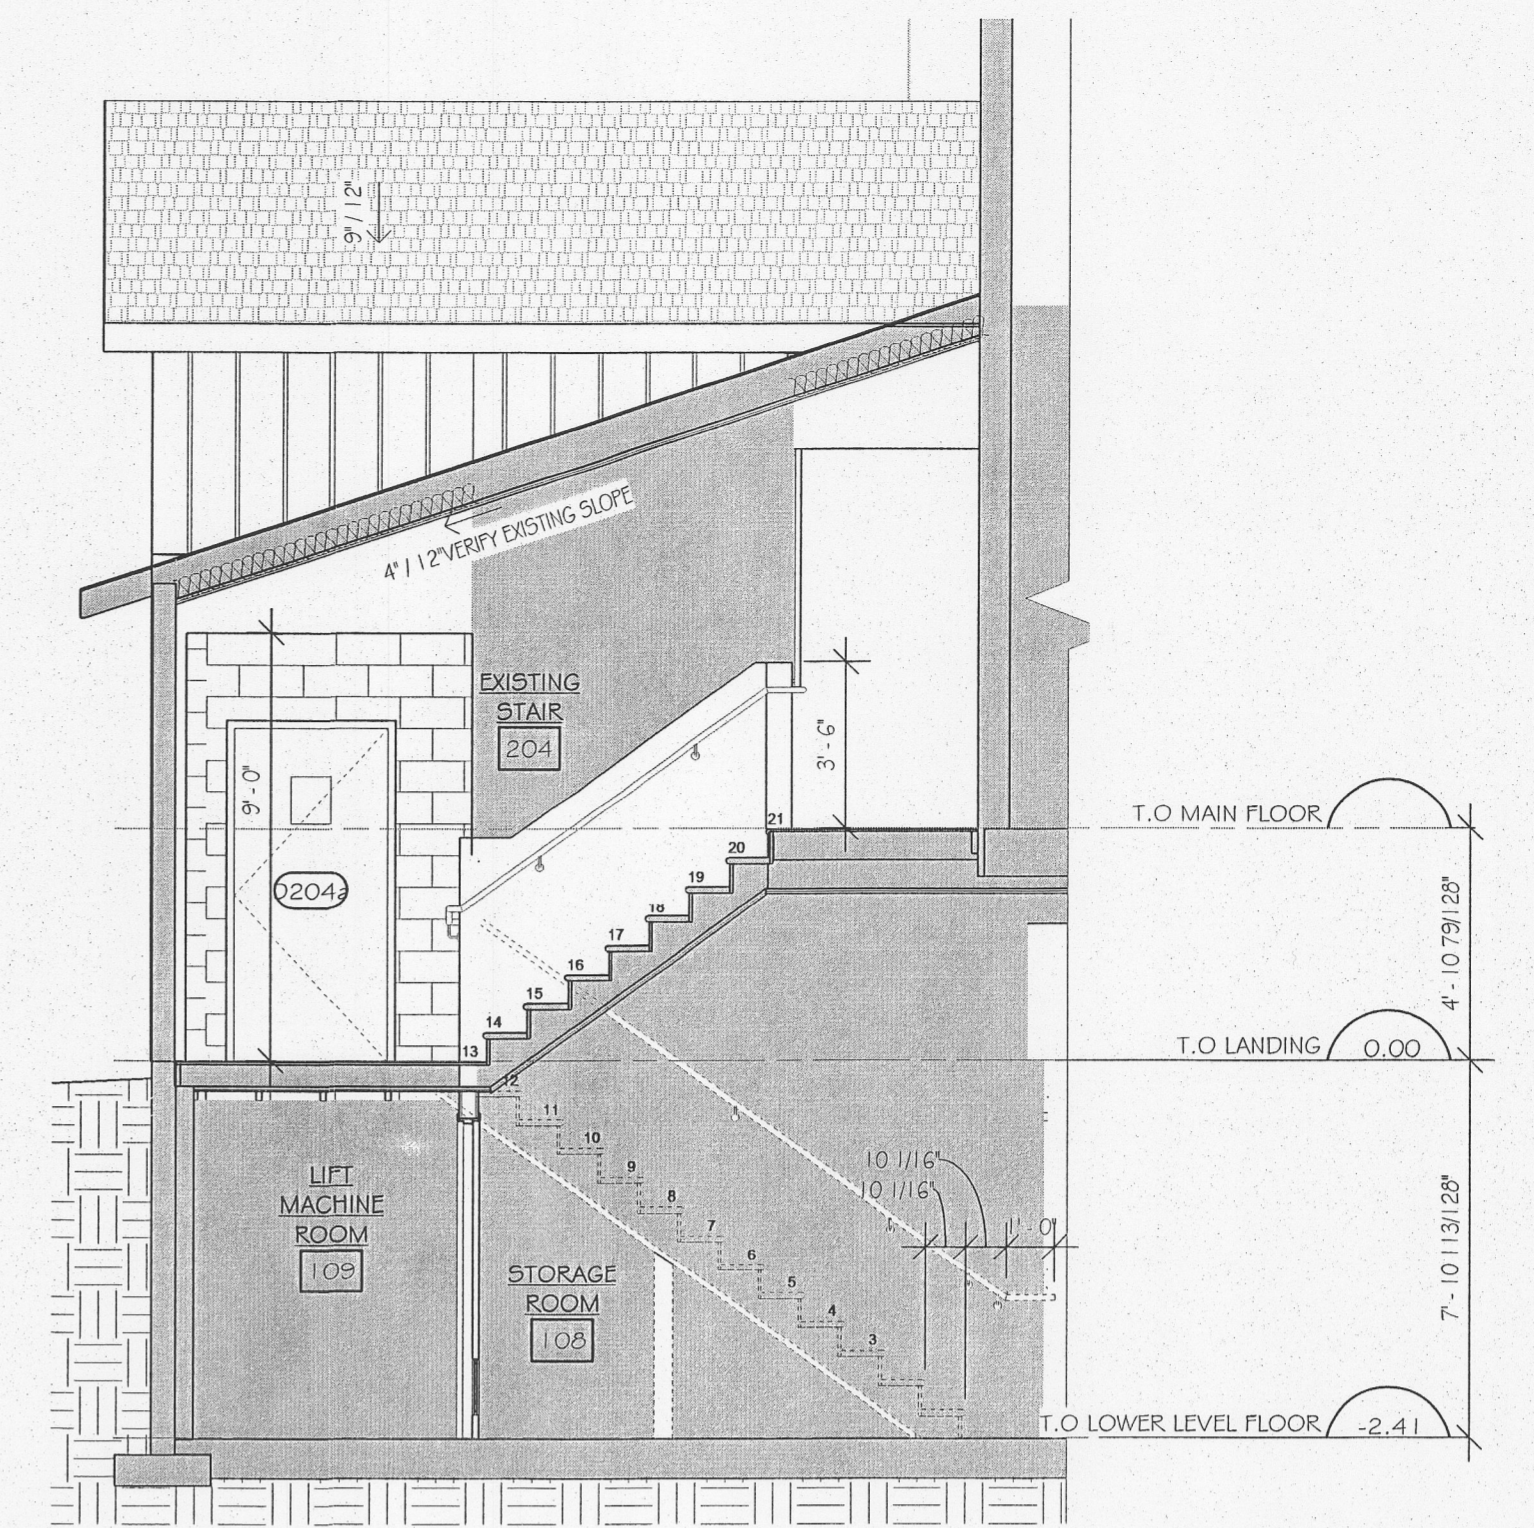 9" / 12"
4" / 12"VERIFY EXISTING SLOPE
EXISTING
STAIR
204
3' - 6"
9' - 0"
21
T.O MAIN FLOOR
20
19
0204a
18
17
16
15
14
13
4' - 10 79/128"
T.O LANDING
0.00
12
11
10
9
8
7
6
5
4
3
10 1/16"
10 1/16"
1' - 0"
7' - 10 113/128"
LIFT
MACHINE
ROOM
109
STORAGE
ROOM
108
T.O LOWER LEVEL FLOOR
-2.41